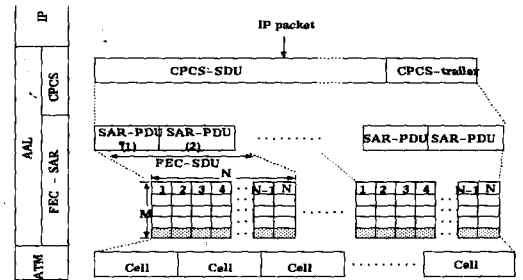 IP packet
IP
CPCS-SDU
CPCS-trailer
CPCS
AAL
SAR-PDU (1)
SAR-PDU (2)
SAR-PDU
SAR-PDU
FEC-SDU
N
FEC - SAR
M
1 2 3 4 N-1 N
1 2 3 4 N-1 N
ATM
Cell Cell Cell Cell